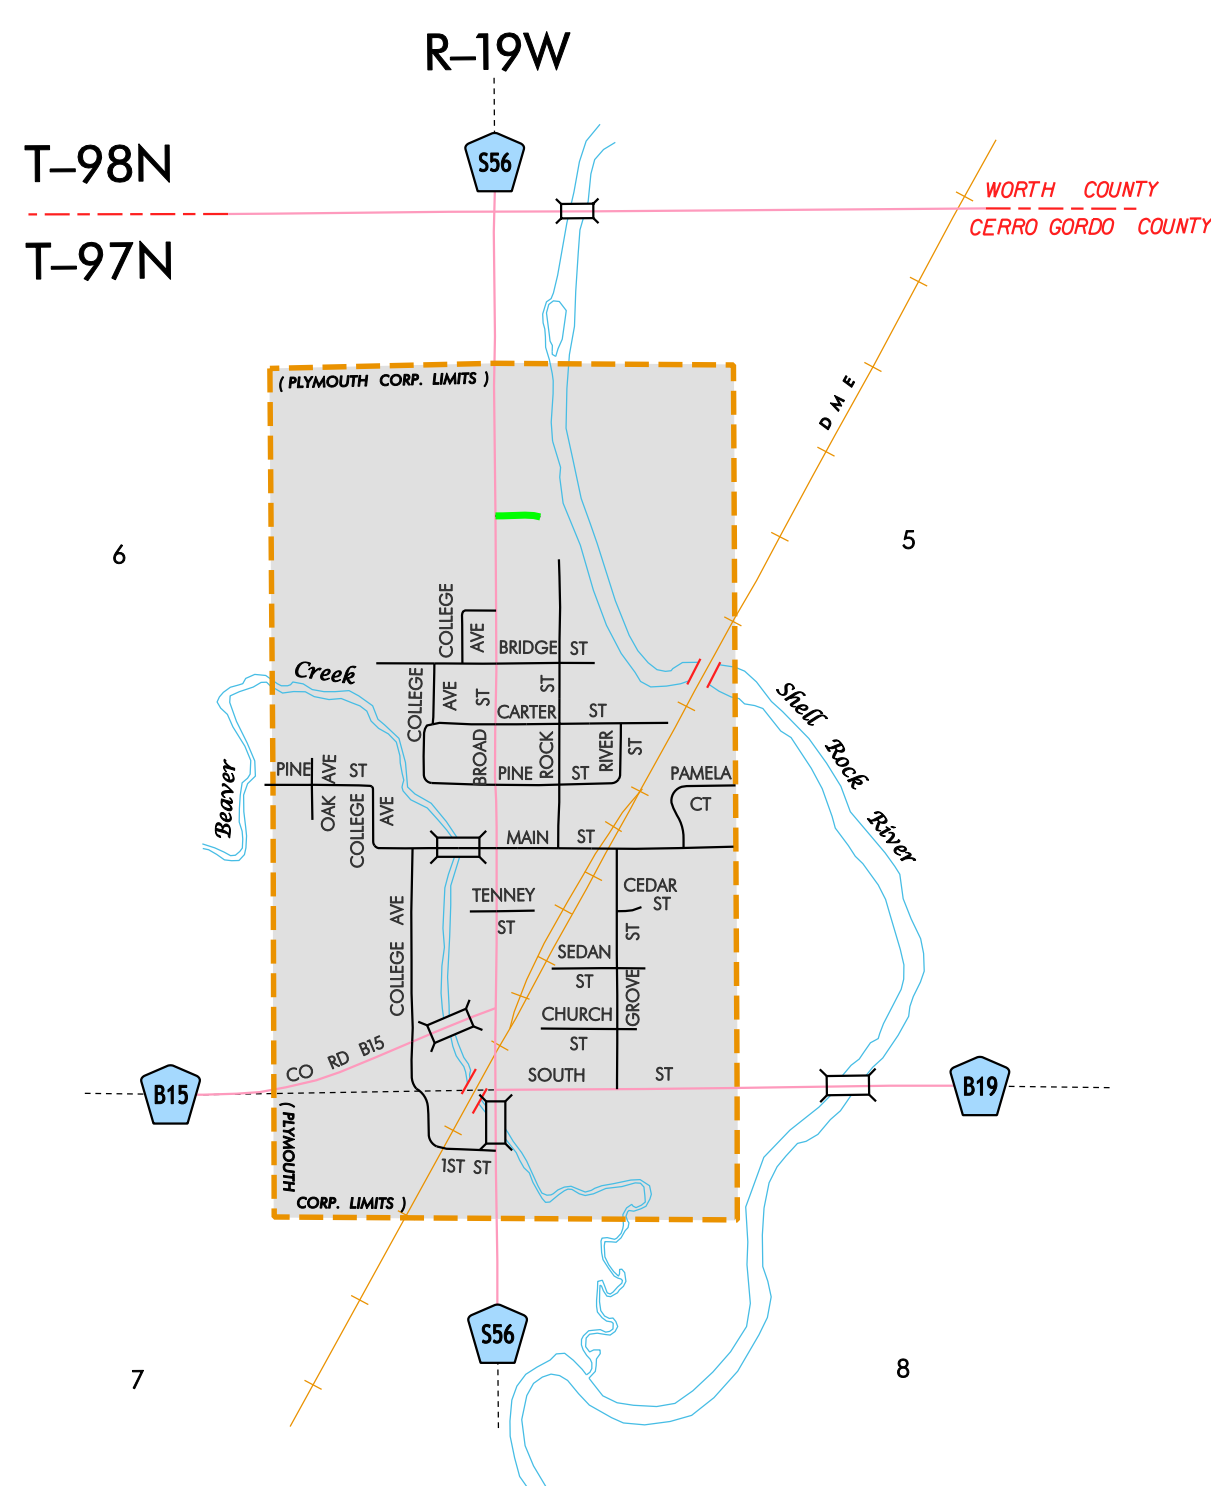 R–19W
S56
T–98N
WORTH COUNTY
CERRO GORDO COUNTY
T–97N
( PLYMOUTH CORP. LIMITS )
D M E
6
5
COLLEGE AVE
BRIDGE ST
Creek
COLLEGE AVE
ST
ST
Shell Rock River
CARTER ST
BROAD
ROCK
RIVER ST
PINE ST
PINE ST
PAMELA CT
OAK AVE
COLLEGE AVE
Beaver
MAIN ST
TENNEY ST
CEDAR ST
COLLEGE AVE
GROVE ST
SEDAN ST
CHURCH ST
CO RD B15
SOUTH ST
B15
B19
( PLYMOUTH
CORP. LIMITS )
1ST ST
S56
7
8